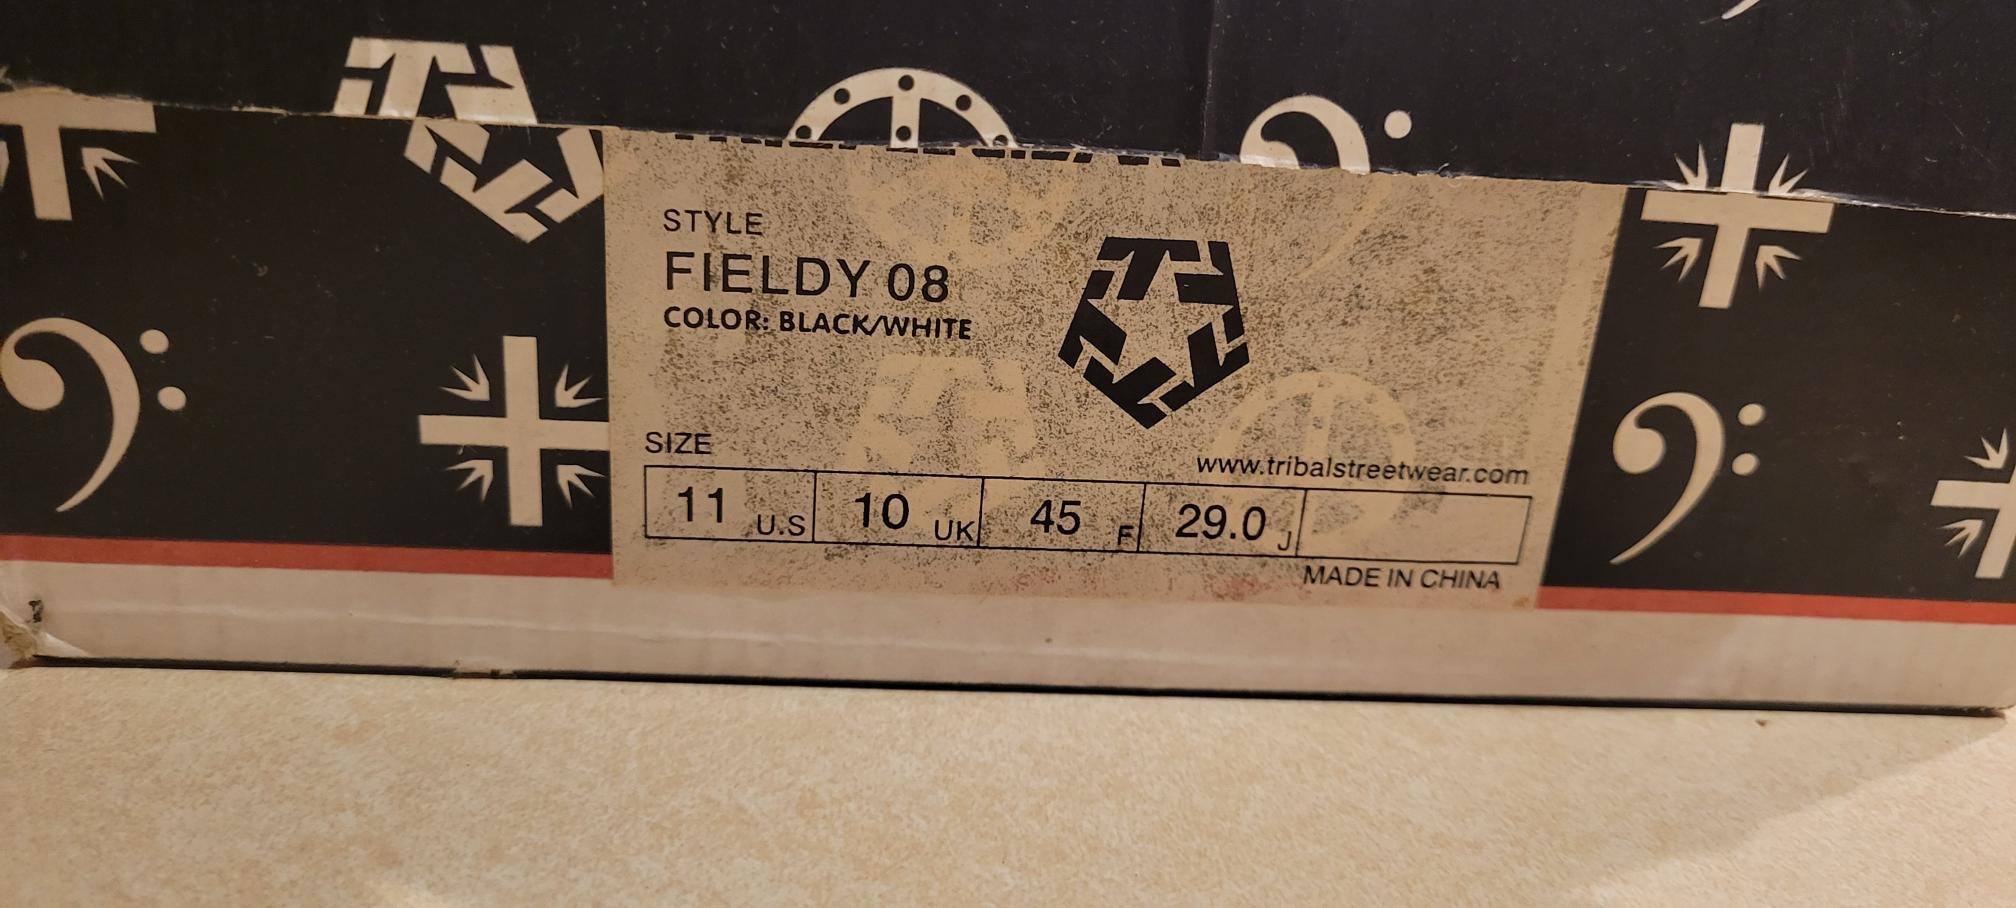 STYLE
FIELDY 08
COLOR: BLACK/WHITE
SIZE
www.tribalstreetwear.com
11 U.S 10 UK 45 F 29.0 J
MADE IN CHINA